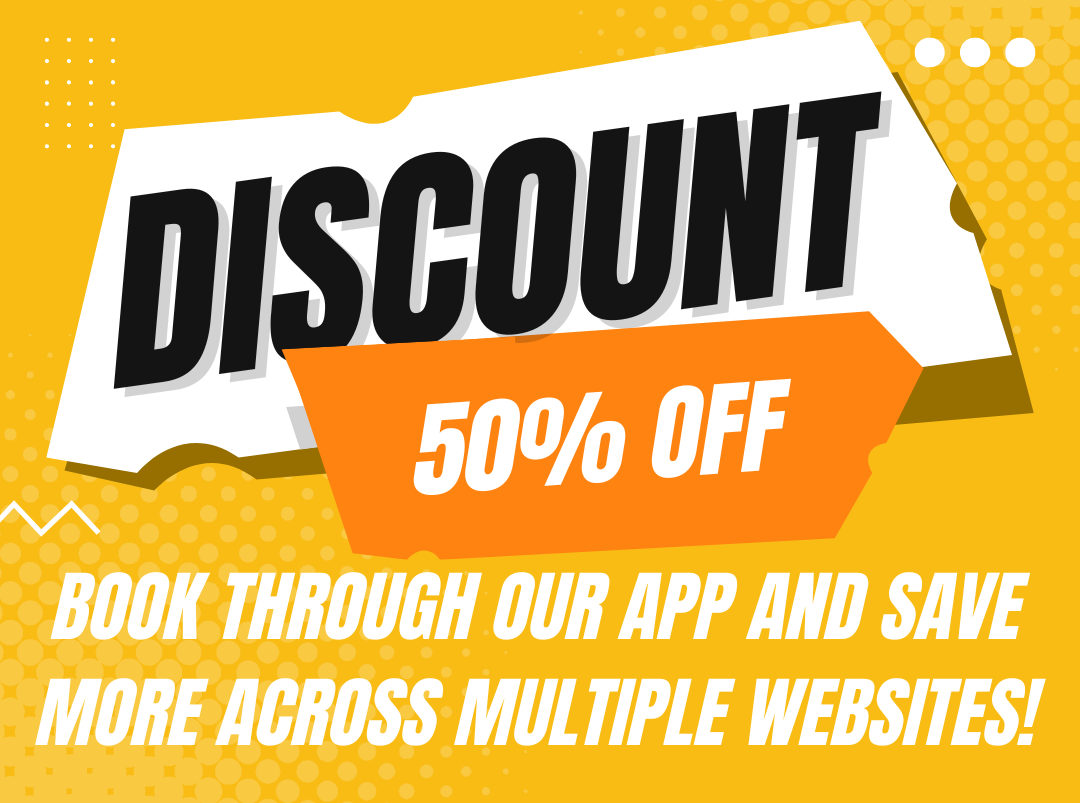 DISCOUNT
50% OFF
BOOK THROUGH OUR APP AND SAVE
MORE ACROSS MULTIPLE WEBSITES!